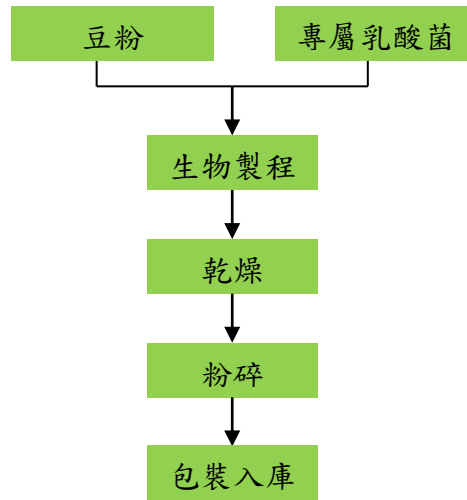 豆粉
專屬乳酸菌
生物製程
乾燥
粉碎
包裝入庫